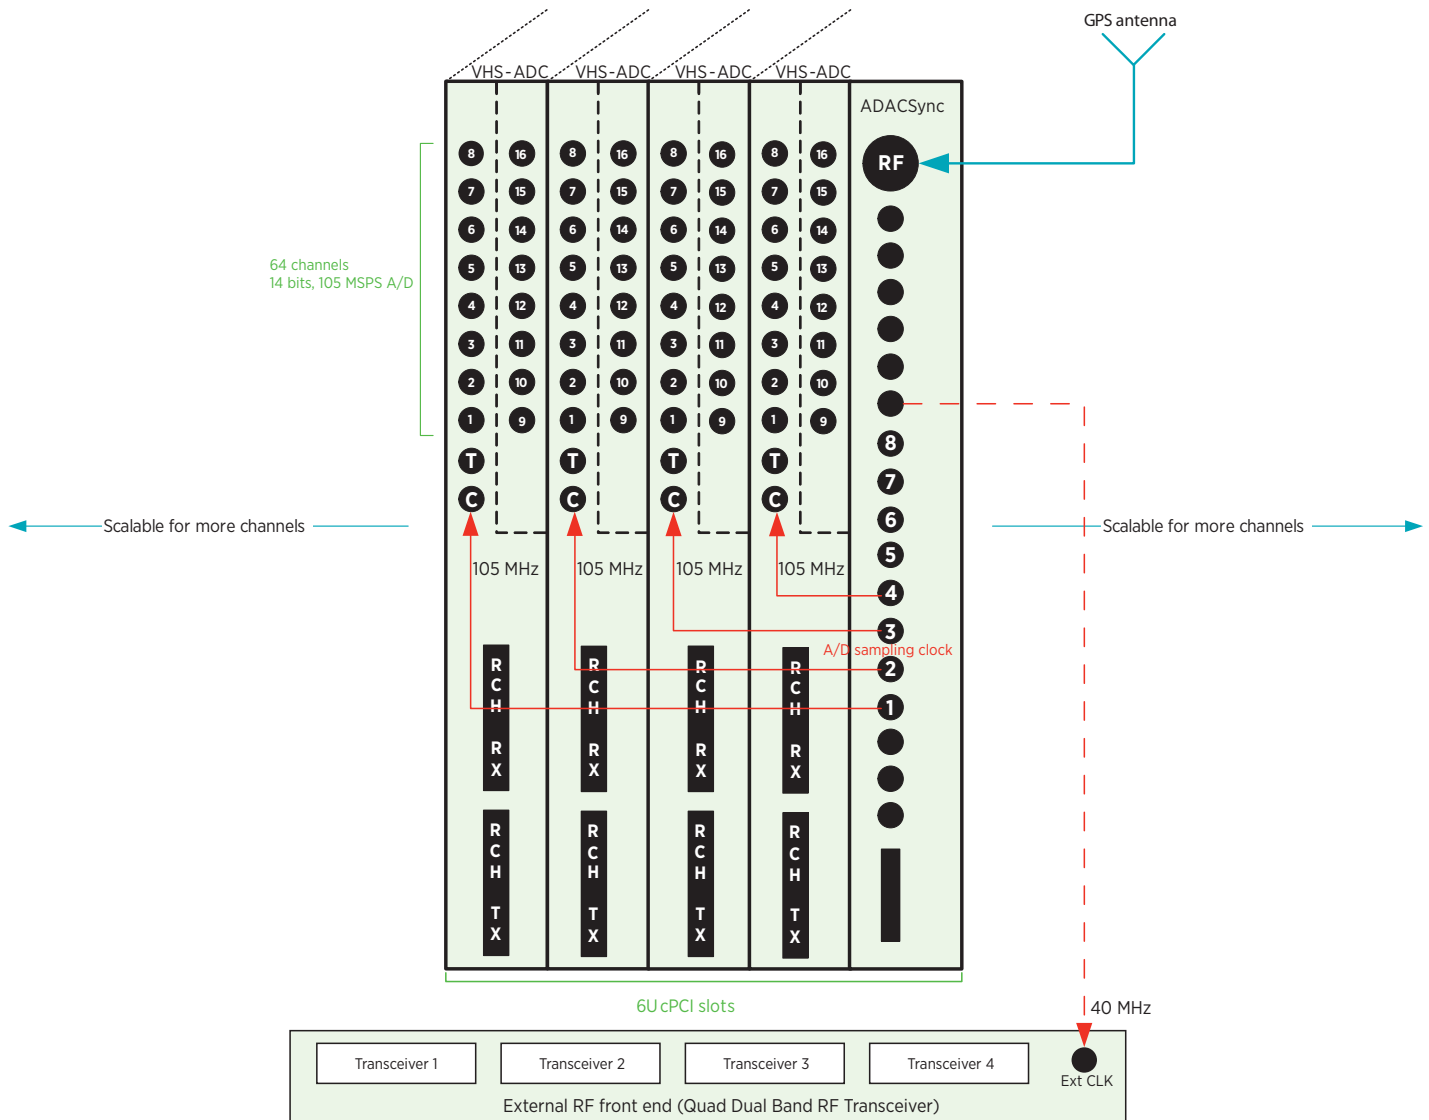 GPS antenna
VHS-ADC VHS-ADC VHS-ADC VHS-ADC
ADACSync
RF
8 16 8 16 8 16 8 16
7 15 7 15 7 15 7 15
6 14 6 14 6 14 6 14
64 channels
14 bits, 105 MSPS A/D
5 13 5 13 5 13 5 13
4 12 4 12 4 12 4 12
3 11 3 11 3 11 3 11
2 10 2 10 2 10 2 10
1 9 1 9 1 9 1 9
T T T T
C C C C
8
7
6
5
4
3
2
1
Scalable for more channels
Scalable for more channels
105 MHz 105 MHz 105 MHz 105 MHz
A/D sampling clock
RCH RX RCH RX RCH RX RCH RX
RCH TX RCH TX RCH TX RCH TX
6U cPCI slots
40 MHz
Transceiver 1 Transceiver 2 Transceiver 3 Transceiver 4
Ext CLK
External RF front end (Quad Dual Band RF Transceiver)